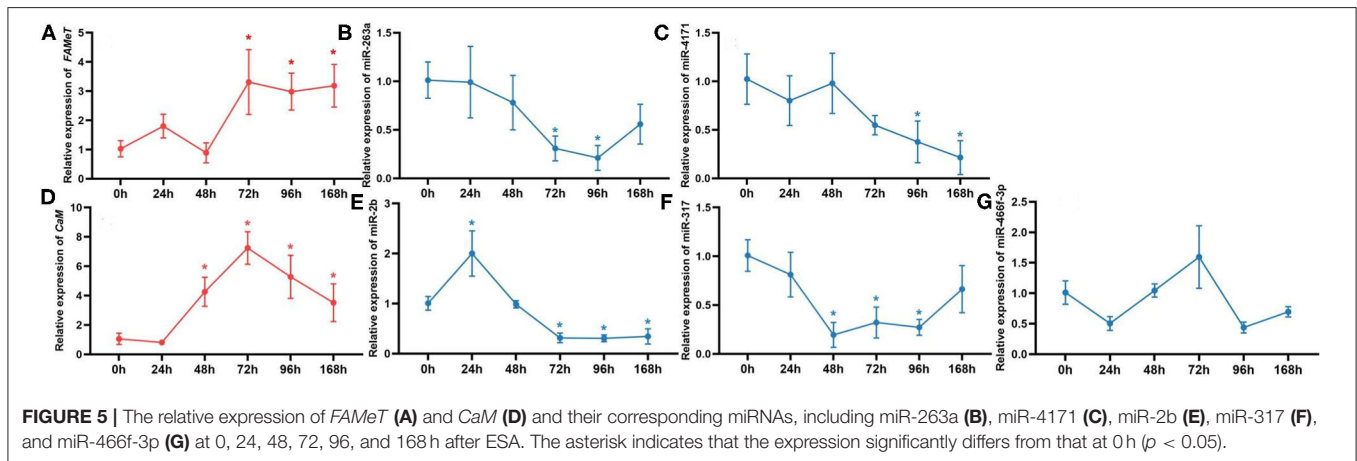 A
Relative expression of FAMeT
5
4
3
2
1
0
* * *
0h 24h 48h 72h 96h 168h
B
Relative expression of miR-263a
1.5
1.0
0.5
0.0
* *
0h 24h 48h 72h 96h 168h
C
Relative expression of miR-4171
1.5
1.0
0.5
0.0
* *
0h 24h 48h 72h 96h 168h
D
Relative expression of CaM
10
8
6
4
2
0
* * * *
0h 24h 48h 72h 96h 168h
E
Relative expression of miR-2b
3
2
1
0
* * * *
0h 24h 48h 72h 96h 168h
F
Relative expression of miR-317
1.5
1.0
0.5
0.0
* * *
0h 24h 48h 72h 96h 168h
G
Relative expression of miR-466f-3p
2.5
2.0
1.5
1.0
0.5
0.0
0h 24h 48h 72h 96h 168h
FIGURE 5 | The relative expression of FAMeT (A) and CaM (D) and their corresponding miRNAs, including miR-263a (B), miR-4171 (C), miR-2b (E), miR-317 (F),
and miR-466f-3p (G) at 0, 24, 48, 72, 96, and 168 h after ESA. The asterisk indicates that the expression significantly differs from that at 0 h (p < 0.05).